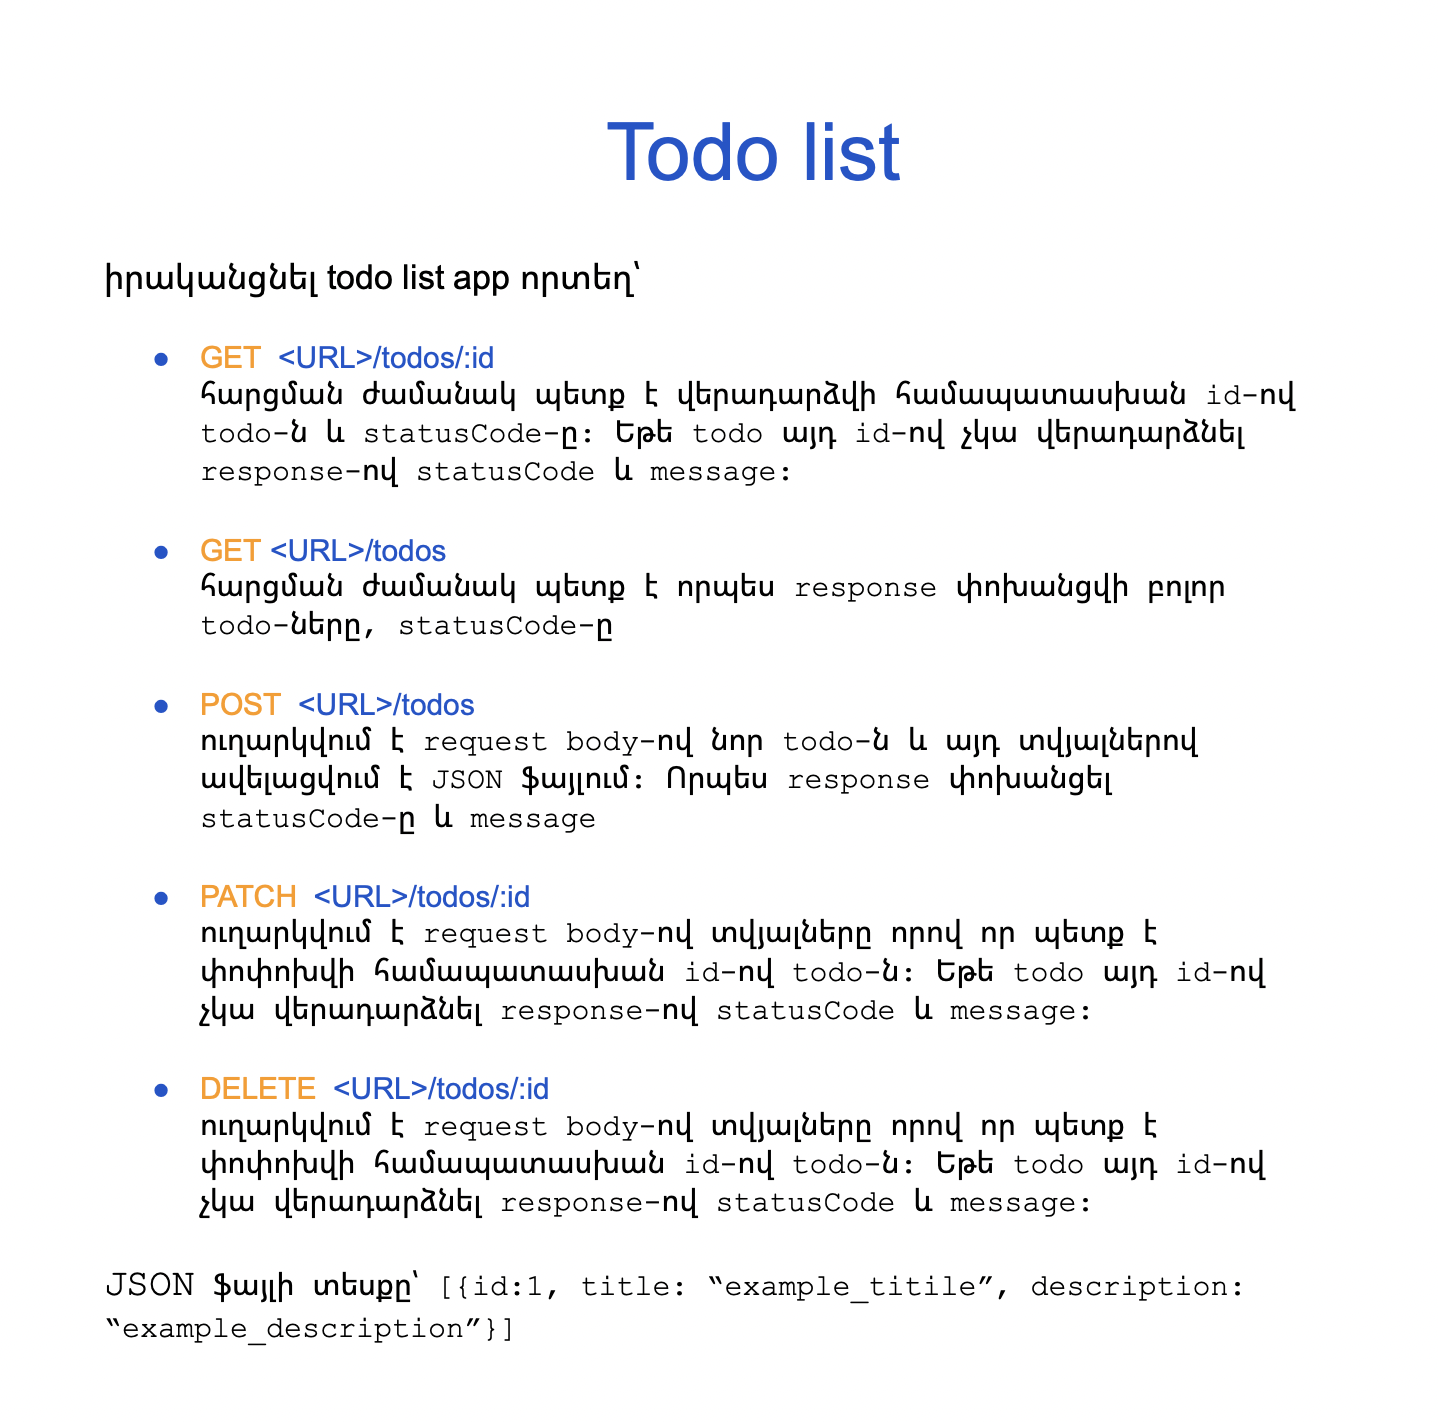 Todo list
իրականցնել todo list app որտեղ՝
● GET <URL>/todos/:id
հարցման ժամանակ պետք է վերադարձվի համապատասխան id-ով
todo-ն և statusCode-ը: Եթե todo այդ id-ով չկա վերադարձնել
response-ով statusCode և message:
● GET <URL>/todos
հարցման ժամանակ պետք է որպես response փոխանցվի բոլոր
todo-ները, statusCode-ը
● POST <URL>/todos
ուղարկվում է request body-ով նոր todo-ն և այդ տվյալներով
ավելացվում է JSON ֆայլում: Որպես response փոխանցել
statusCode-ը և message
● PATCH <URL>/todos/:id
ուղարկվում է request body-ով տվյալները որով որ պետք է
փոփոխվի համապատասխան id-ով todo-ն: Եթե todo այդ id-ով
չկա վերադարձնել response-ով statusCode և message:
● DELETE <URL>/todos/:id
ուղարկվում է request body-ով տվյալները որով որ պետք է
փոփոխվի համապատասխան id-ով todo-ն: Եթե todo այդ id-ով
չկա վերադարձնել response-ով statusCode և message:
JSON ֆայլի տեսքը՝ [{id:1, title: “example_titile”, description:
“example_description”}]